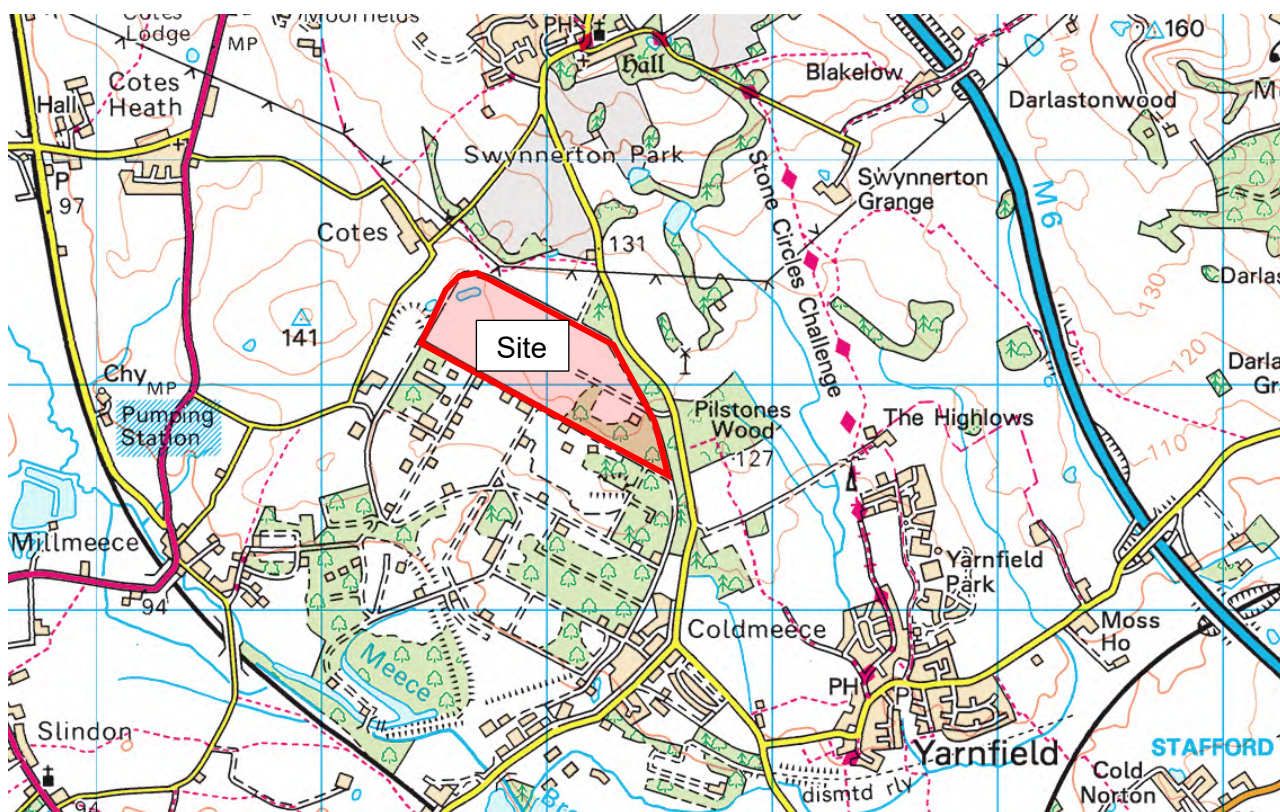 Cotes
Lodge
Moorfields
PH
MP
Hall
160
Cotes
Heath
Hall
Blakelow
Darlastonwood
Swynnerton Park
P
97
Swynnerton
Grange
M 6
Stone Circles Challenge
Cotes
131
140
130
120
110
141
Site
Chy
MP
Pumping
Station
Pilstones
Wood
127
The Highlows
Millmeece
94
Yarnfield
Park
Coldmeece
Moss
Ho
Meece
PH
P
Slindon
Yarnfield
STAFFORD
Cold
Norton
dismtd rly
94